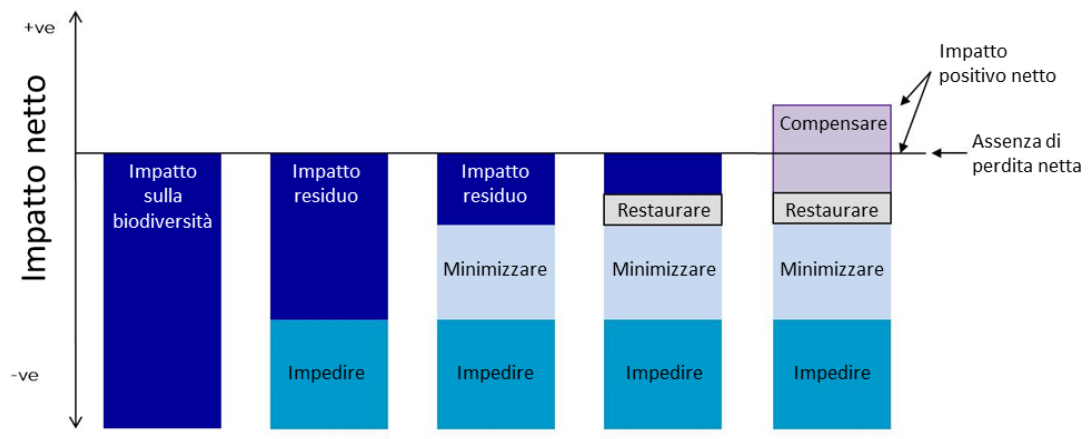 +ve
Impatto netto
-ve
Impatto
sulla
biodiversità
Impatto
residuo
Impedire
Impatto
residuo
Minimizzare
Impedire
Restaurare
Minimizzare
Impedire
Compensare
Restaurare
Minimizzare
Impedire
Impatto
positivo netto
Assenza di
perdita netta